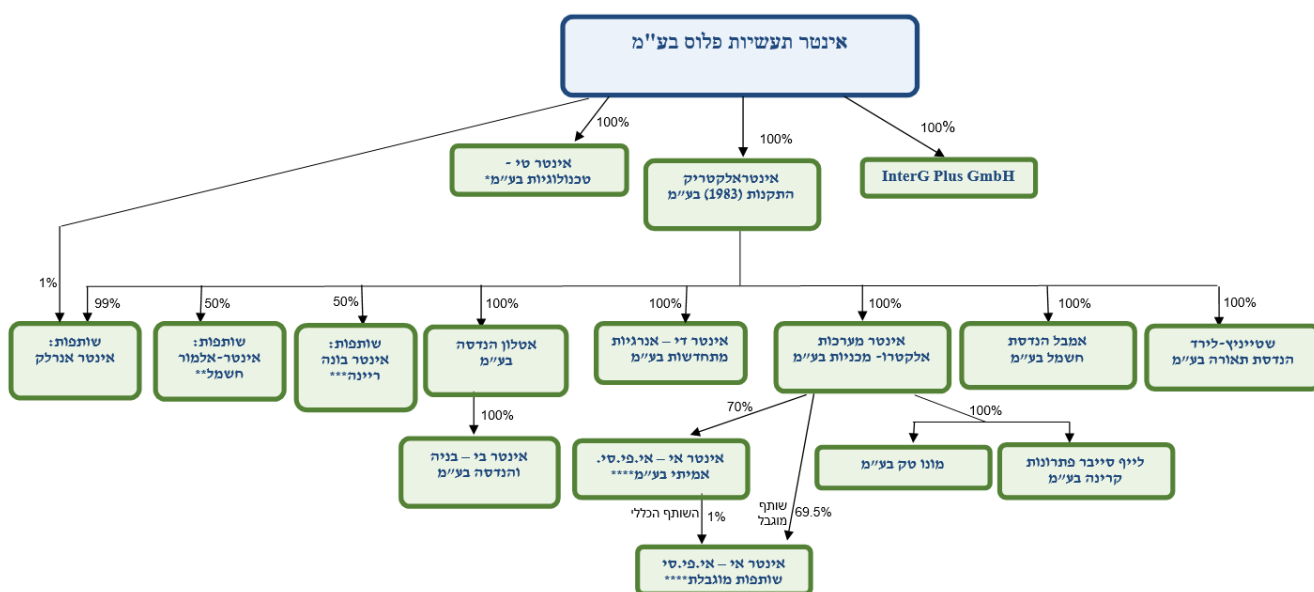 אינטר תעשיות פלוס בע"מ
100%
100%
100%
אינטר טי -
טכנולוגיות בע"מ*
אינטראלקטריק
התקנות (1983) בע"מ
InterG Plus GmbH
1%
99%
50%
50%
100%
100%
100%
100%
100%
שותפות:
אינטר אנרלק
שותפות:
אינטר-אלמור
חשמל**
שותפות:
אינטר בונה
ריינה***
אטלון הנדסה
בע"מ
אינטר די – אנרגיות
מתחדשות בע"מ
אינטר מערכות
אלקטרו- מכניות בע"מ
אמבל הנדסת
חשמל בע"מ
שטייניץ-לירד
הנדסת תאורה בע"מ
100%
70%
100%
אינטר בי – בניה
והנדסה בע"מ
אינטר אי – אי.פי.סי.
אמיתי בע"מ****
מונו טק בע"מ
לייף סייבר פתרונות
קרינה בע"מ
השותף הכללי
1%
שותף
מוגבל
69.5%
אינטר אי – אי.פי.סי
שותפות מוגבלת****